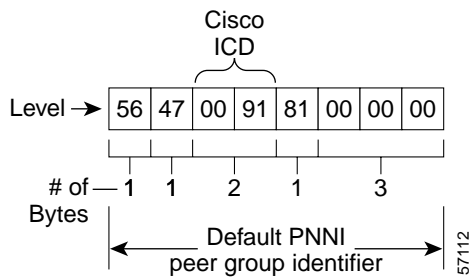 Cisco
ICD
Level 56 47 00 91 81 00 00 00
# of
Bytes
1 1 2 1 3
Default PNNI
peer group identifier
57112